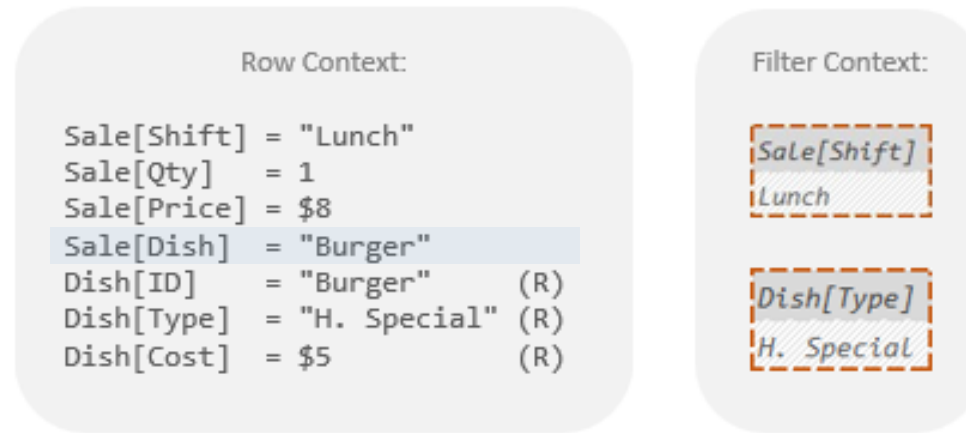 Row Context:
Sale[Shift] = "Lunch"
Sale[Qty] = 1
Sale[Price] = $8
Sale[Dish] = "Burger"
Dish[ID] = "Burger" (R)
Dish[Type] = "H. Special" (R)
Dish[Cost] = $5 (R)
Filter Context:
Sale[Shift]
Lunch
Dish[Type]
H. Special